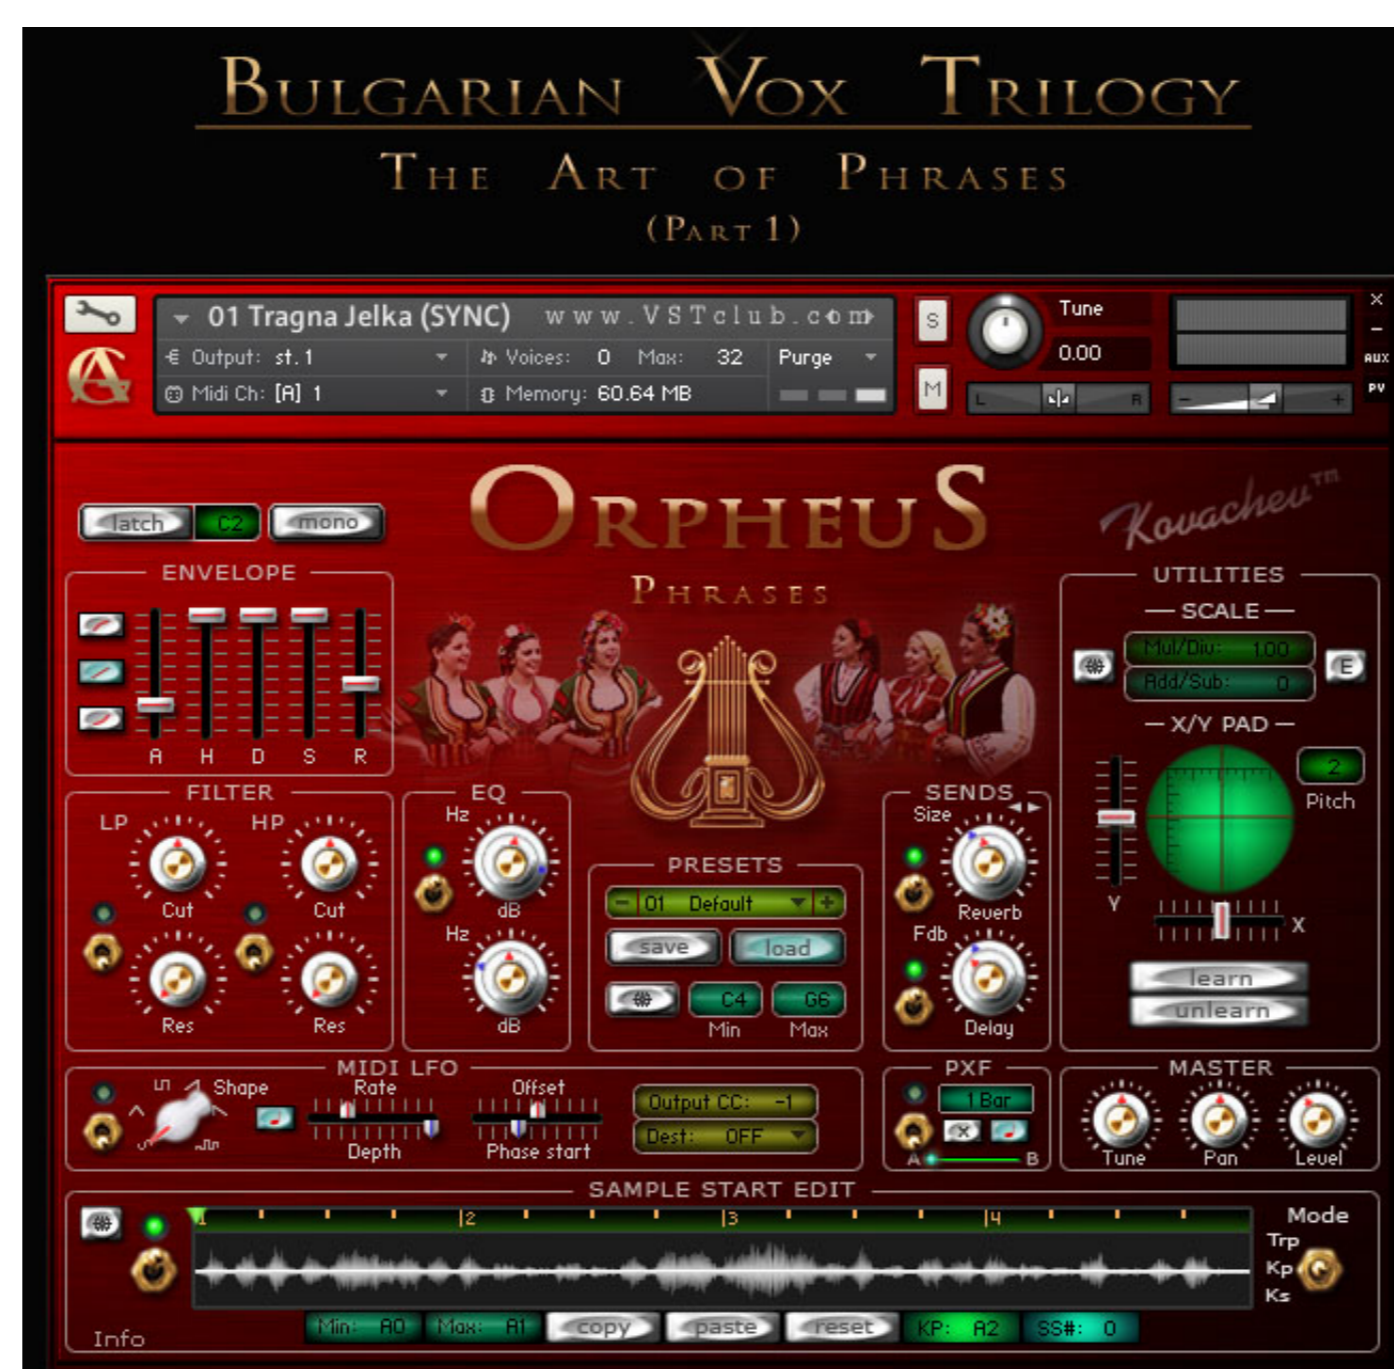 BULGARIAN VOX TRILOGY
THE ART OF PHRASES
(PART 1)
01 Tragna Jelka (SYNC) www.VSTclub.com
S
Tune
X
Output: st.1 Voices: 0 Max: 32 Purge
0.00
AUX
Midi Ch: [A] 1 Memory: 60.64 MB
M
L R
- +
PV
ORPHEUS
Kovachev™
PHRASES
latch C2 mono
ENVELOPE
A H D S R
UTILITIES
SCALE
Mul/Div: 1.00
Add/Sub: 0
E
X/Y PAD
2
Pitch
Y
X
learn
unlearn
FILTER
LP HP
Cut Cut
Res Res
EQ
Hz
dB
Hz
dB
PRESETS
- 01 Default +
save load
C4 G6
Min Max
SENDS
Size
Reverb
Fdb
Delay
MIDI LFO
Shape Rate Offset
Depth Phase start
Output CC: -1
Dest: OFF
PXF
1 Bar
X
A B
MASTER
Tune Pan Level
SAMPLE START EDIT
1 2 3 4
Mode
Trp
Kp
Ks
Info
Min: A0 Max: A1 copy paste reset KP: A2 SS#: 0